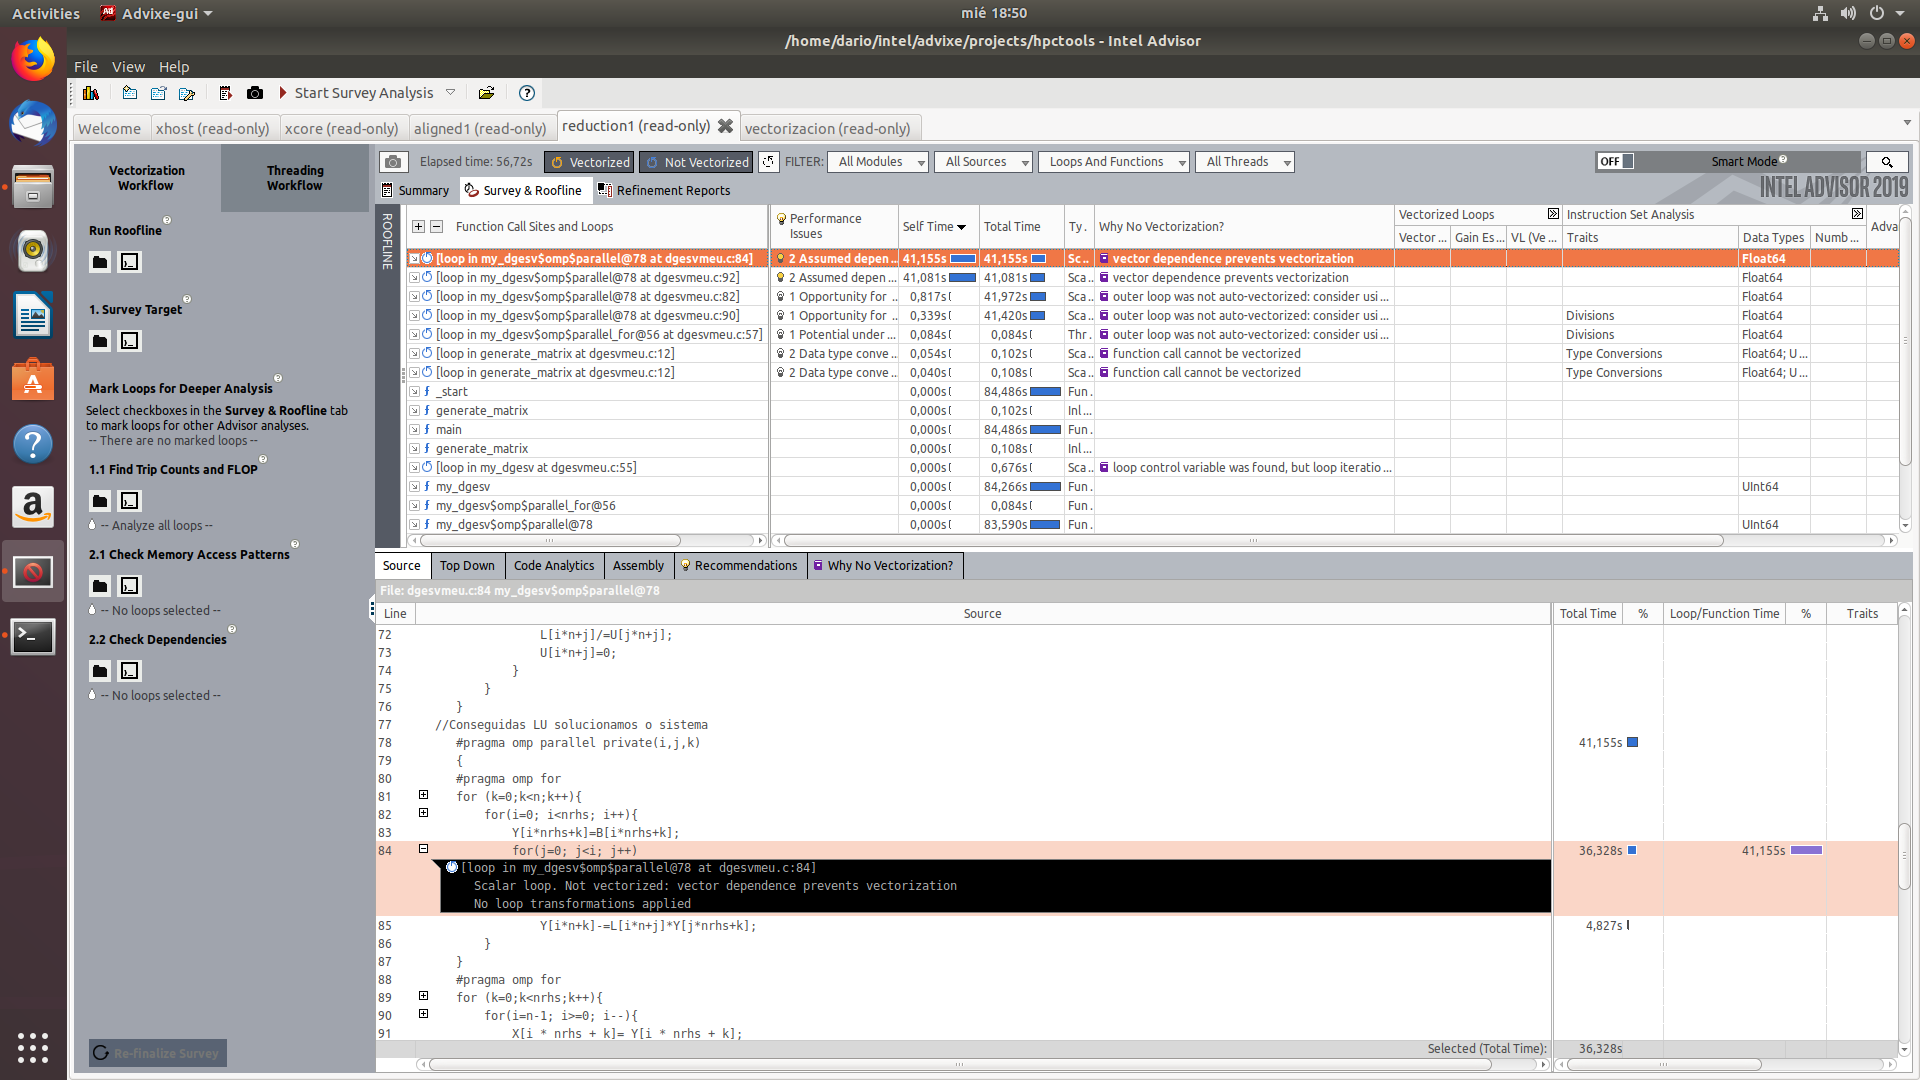 Activities
Advixe-gui
mié 18:50
/home/dario/intel/advixe/projects/hpctools - Intel Advisor
File View Help
Start Survey Analysis
Welcome
xhost (read-only)
xcore (read-only)
aligned1 (read-only)
reduction1 (read-only)
vectorizacion (read-only)
Vectorization Workflow
Threading Workflow
Run Roofline
1. Survey Target
Mark Loops for Deeper Analysis
Select checkboxes in the Survey & Roofline tab
to mark loops for other Advisor analyses.
-- There are no marked loops --
1.1 Find Trip Counts and FLOP
-- Analyze all loops --
2.1 Check Memory Access Patterns
-- No loops selected --
2.2 Check Dependencies
-- No loops selected --
Re-finalize Survey
Elapsed time: 56,72s
Vectorized
Not Vectorized
FILTER:
All Modules
All Sources
Loops And Functions
All Threads
OFF
Smart Mode
Summary
Survey & Roofline
Refinement Reports
INTEL ADVISOR 2019
ROOFLINE
Function Call Sites and Loops
Performance Issues
Self Time
Total Time
Ty.
Why No Vectorization?
Vectorized Loops
Vector ...
Gain Es...
VL (Ve ...
Instruction Set Analysis
Traits
Data Types
Numb ...
Adva
[loop in my_dgesv$omp$parallel@78 at dgesvmeu.c:84] 2 Assumed depen ... 41,155s 41,155s Sc .. vector dependence prevents vectorization Float64
[loop in my_dgesv$omp$parallel@78 at dgesvmeu.c:92] 2 Assumed depen ... 41,081s 41,081s Sca .. vector dependence prevents vectorization Float64
[loop in my_dgesv$omp$parallel@78 at dgesvmeu.c:82] 1 Opportunity for ... 0,817s 41,972s Sca .. outer loop was not auto-vectorized: consider usi ... Float64
[loop in my_dgesv$omp$parallel@78 at dgesvmeu.c:90] 1 Opportunity for ... 0,339s 41,420s Sca .. outer loop was not auto-vectorized: consider usi ... Divisions Float64
[loop in my_dgesv$omp$parallel_for@56 at dgesvmeu.c:57] 1 Potential under ... 0,084s 0,084s Thr . outer loop was not auto-vectorized: consider usi ... Divisions Float64
[loop in generate_matrix at dgesvmeu.c:12] 2 Data type conve ... 0,054s 0,102s Sca .. function call cannot be vectorized Type Conversions Float64; U ...
[loop in generate_matrix at dgesvmeu.c:12] 2 Data type conve ... 0,040s 0,108s Sca .. function call cannot be vectorized Type Conversions Float64; U ...
f _start 0,000s 84,486s Fun .
f generate_matrix 0,000s 0,102s Inl ...
f main 0,000s 84,486s Fun .
f generate_matrix 0,000s 0,108s Inl ...
[loop in my_dgesv at dgesvmeu.c:55] 0,000s 0,676s Sca .. loop control variable was found, but loop iteratio ...
f my_dgesv 0,000s 84,266s Fun . UInt64
f my_dgesv$omp$parallel_for@56 0,000s 0,084s Fun .
f my_dgesv$omp$parallel@78 0,000s 83,590s Fun . UInt64
Source
Top Down
Code Analytics
Assembly
Recommendations
Why No Vectorization?
File: dgesvmeu.c:84 my_dgesv$omp$parallel@78
Line Source Total Time % Loop/Function Time % Traits
72 L[i*n+j]/=U[j*n+j];
73 U[i*n+j]=0;
74 }
75 }
76 }
77 //Conseguidas LU solucionamos o sistema
78 #pragma omp parallel private(i,j,k) 41,155s
79 {
80 #pragma omp for
81 for (k=0;k<n;k++){
82 for(i=0; i<nrhs; i++){
83 Y[i*nrhs+k]=B[i*nrhs+k];
84 for(j=0; j<i; j++) 36,328s 41,155s
[loop in my_dgesv$omp$parallel@78 at dgesvmeu.c:84]
Scalar loop. Not vectorized: vector dependence prevents vectorization
No loop transformations applied
85 Y[i*n+k]-=L[i*n+j]*Y[j*nrhs+k]; 4,827s
86 }
87 }
88 #pragma omp for
89 for (k=0;k<nrhs;k++){
90 for(i=n-1; i>=0; i--){
91 X[i * nrhs + k]= Y[i * nrhs + k];
Selected (Total Time): 36,328s